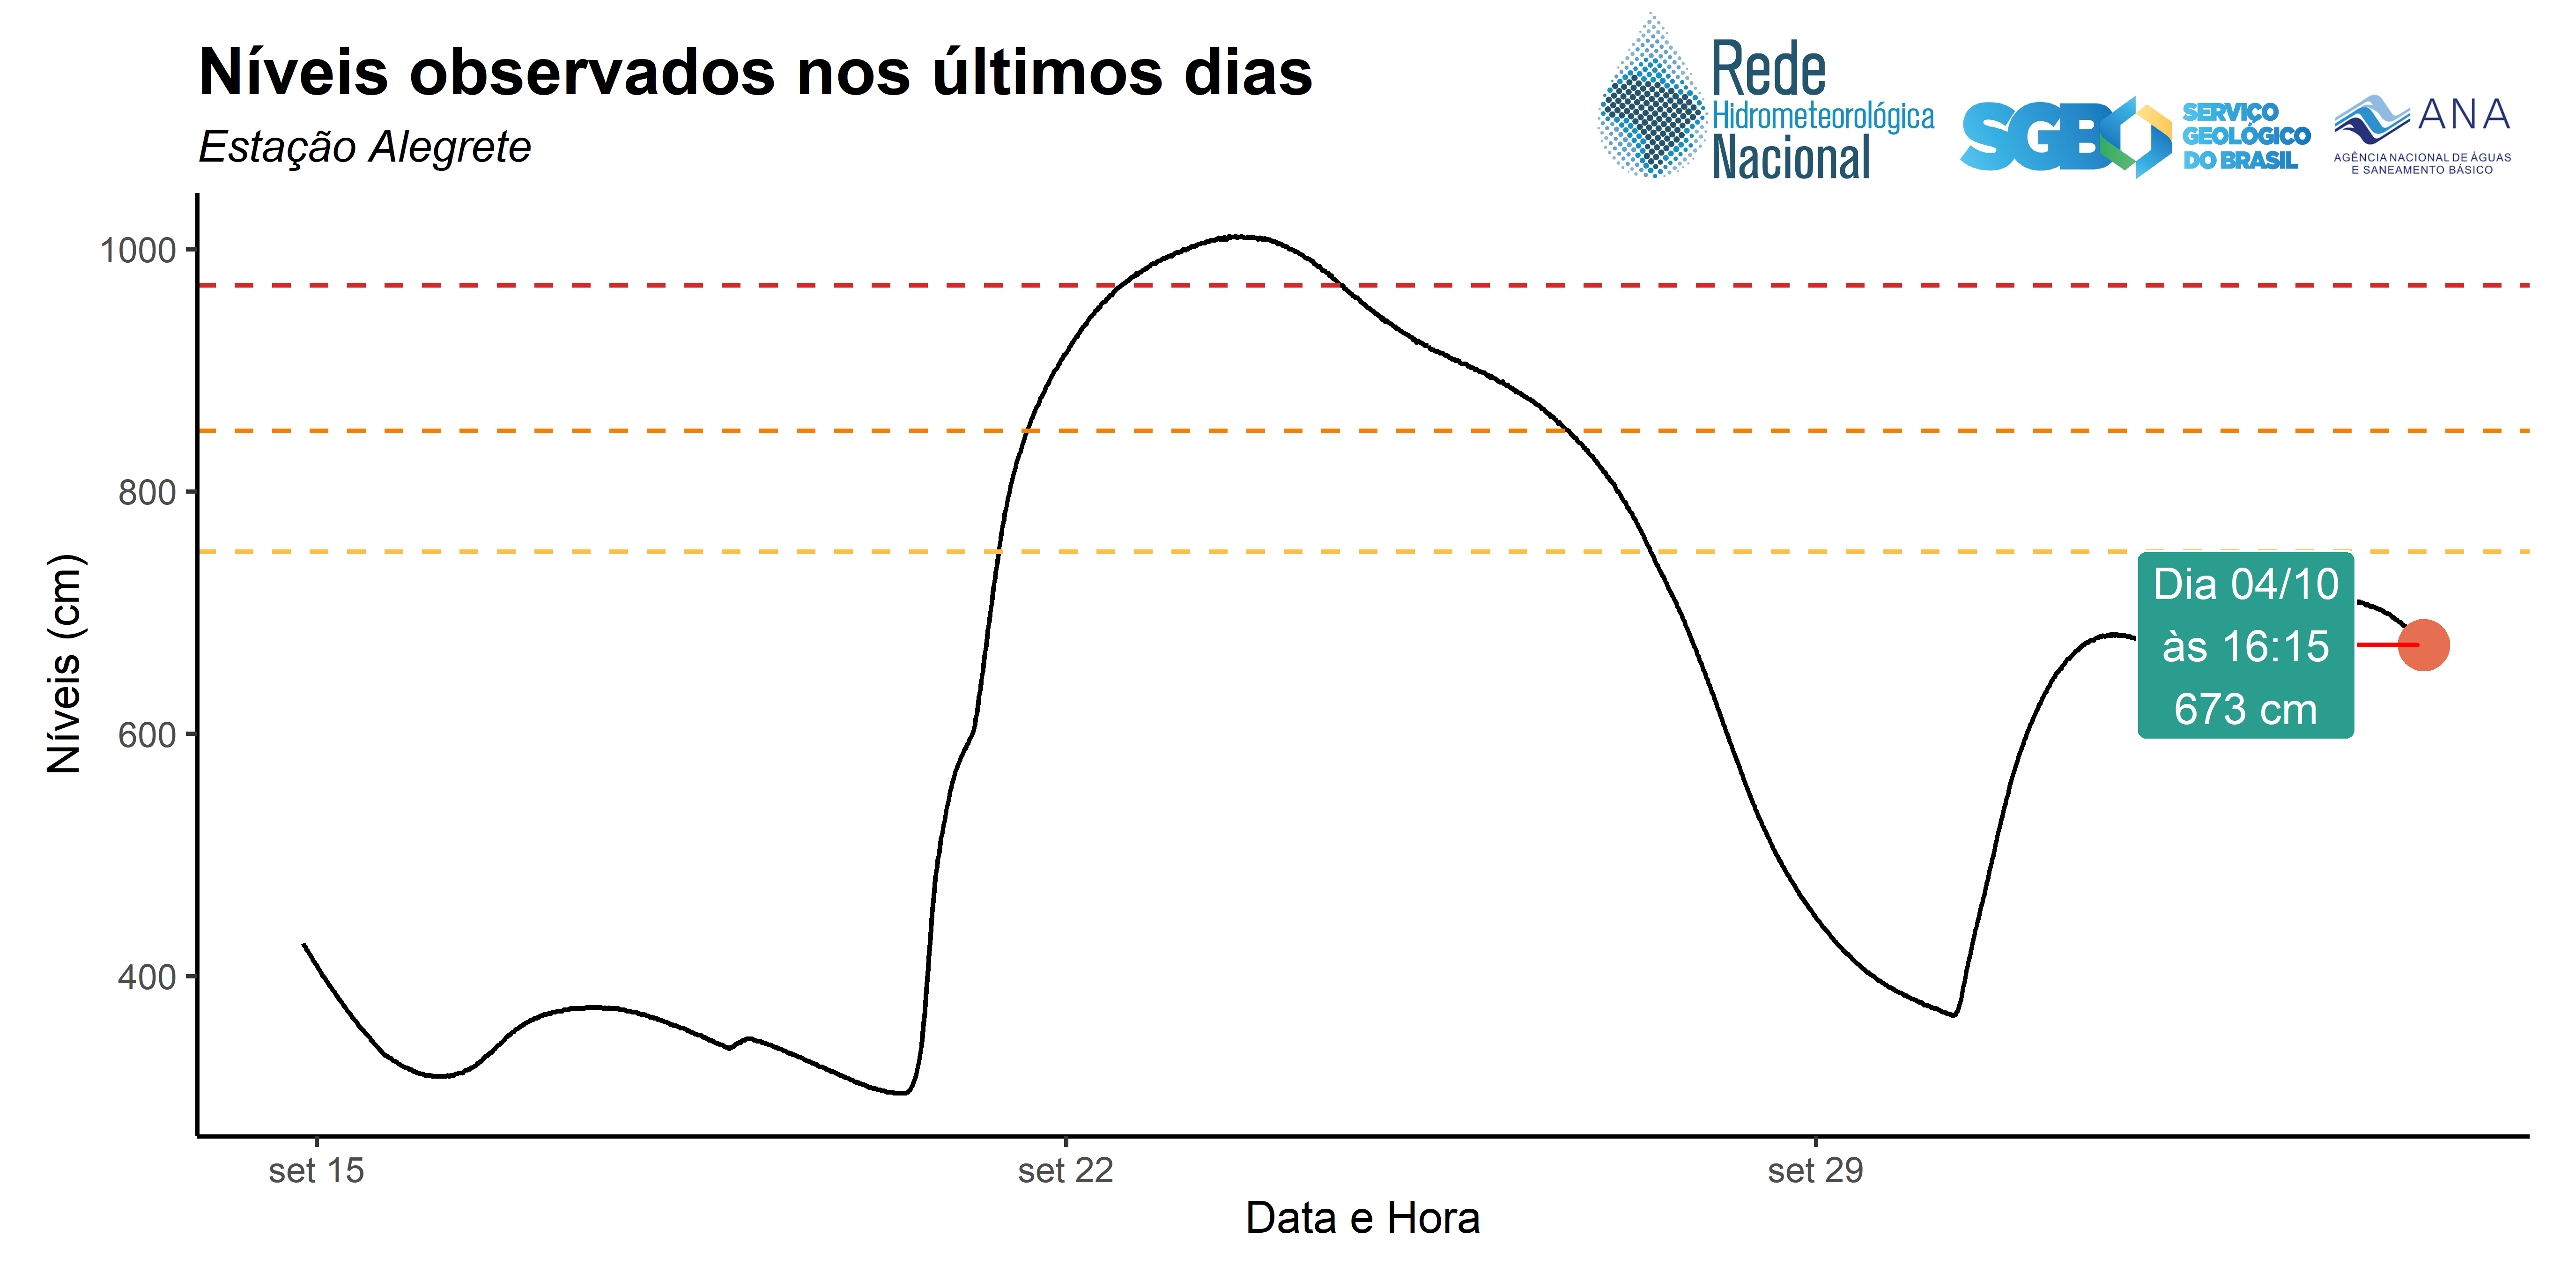 Níveis observados nos últimos dias
Estação Alegrete
Rede
Hidrometeorológica
Nacional
SGB
SERVIÇO
GEOLÓGICO
DO BRASIL
ANA
AGÊNCIA NACIONAL DE ÁGUAS
E SANEAMENTO BÁSICO
Níveis (cm)
1000
800
600
400
Dia 04/10
às 16:15
673 cm
set 15
set 22
set 29
Data e Hora